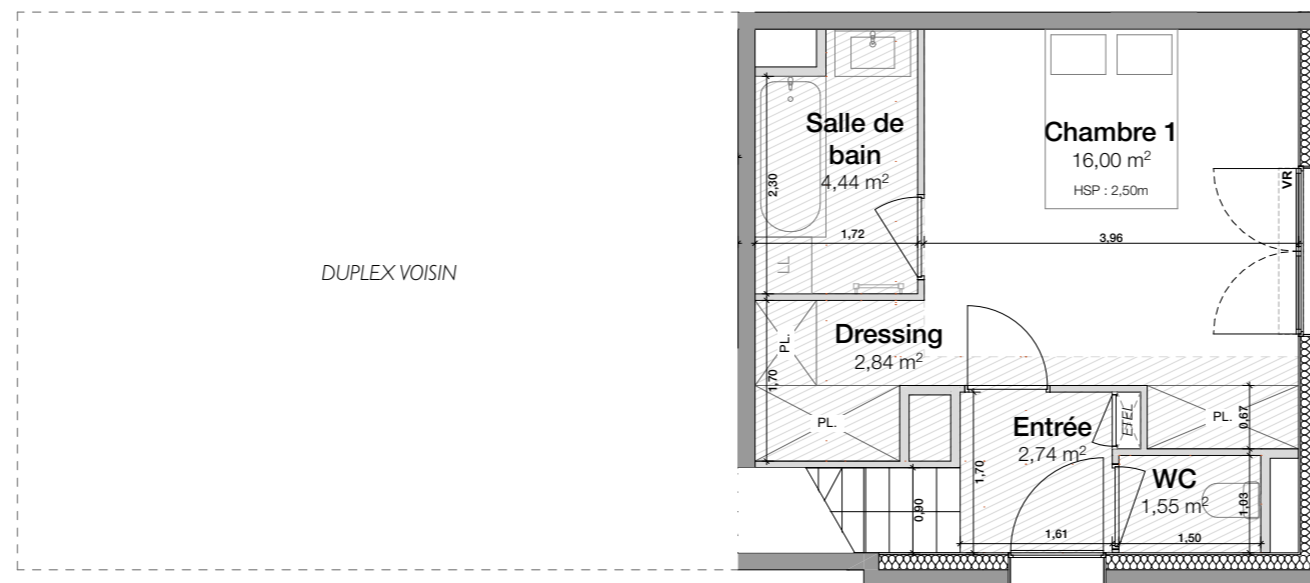 DUPLEX VOISIN
Salle de
bain
4,44 m²
2,30
1,72
LL
Chambre 1
16,00 m²
HSP : 2,50m
VR
3,96
Dressing
2,84 m²
PL.
1,70
PL.
Entrée
2,74 m²
ETEL
PL.
0,67
1,70
0,90
1,61
WC
1,55 m²
1,03
1,50